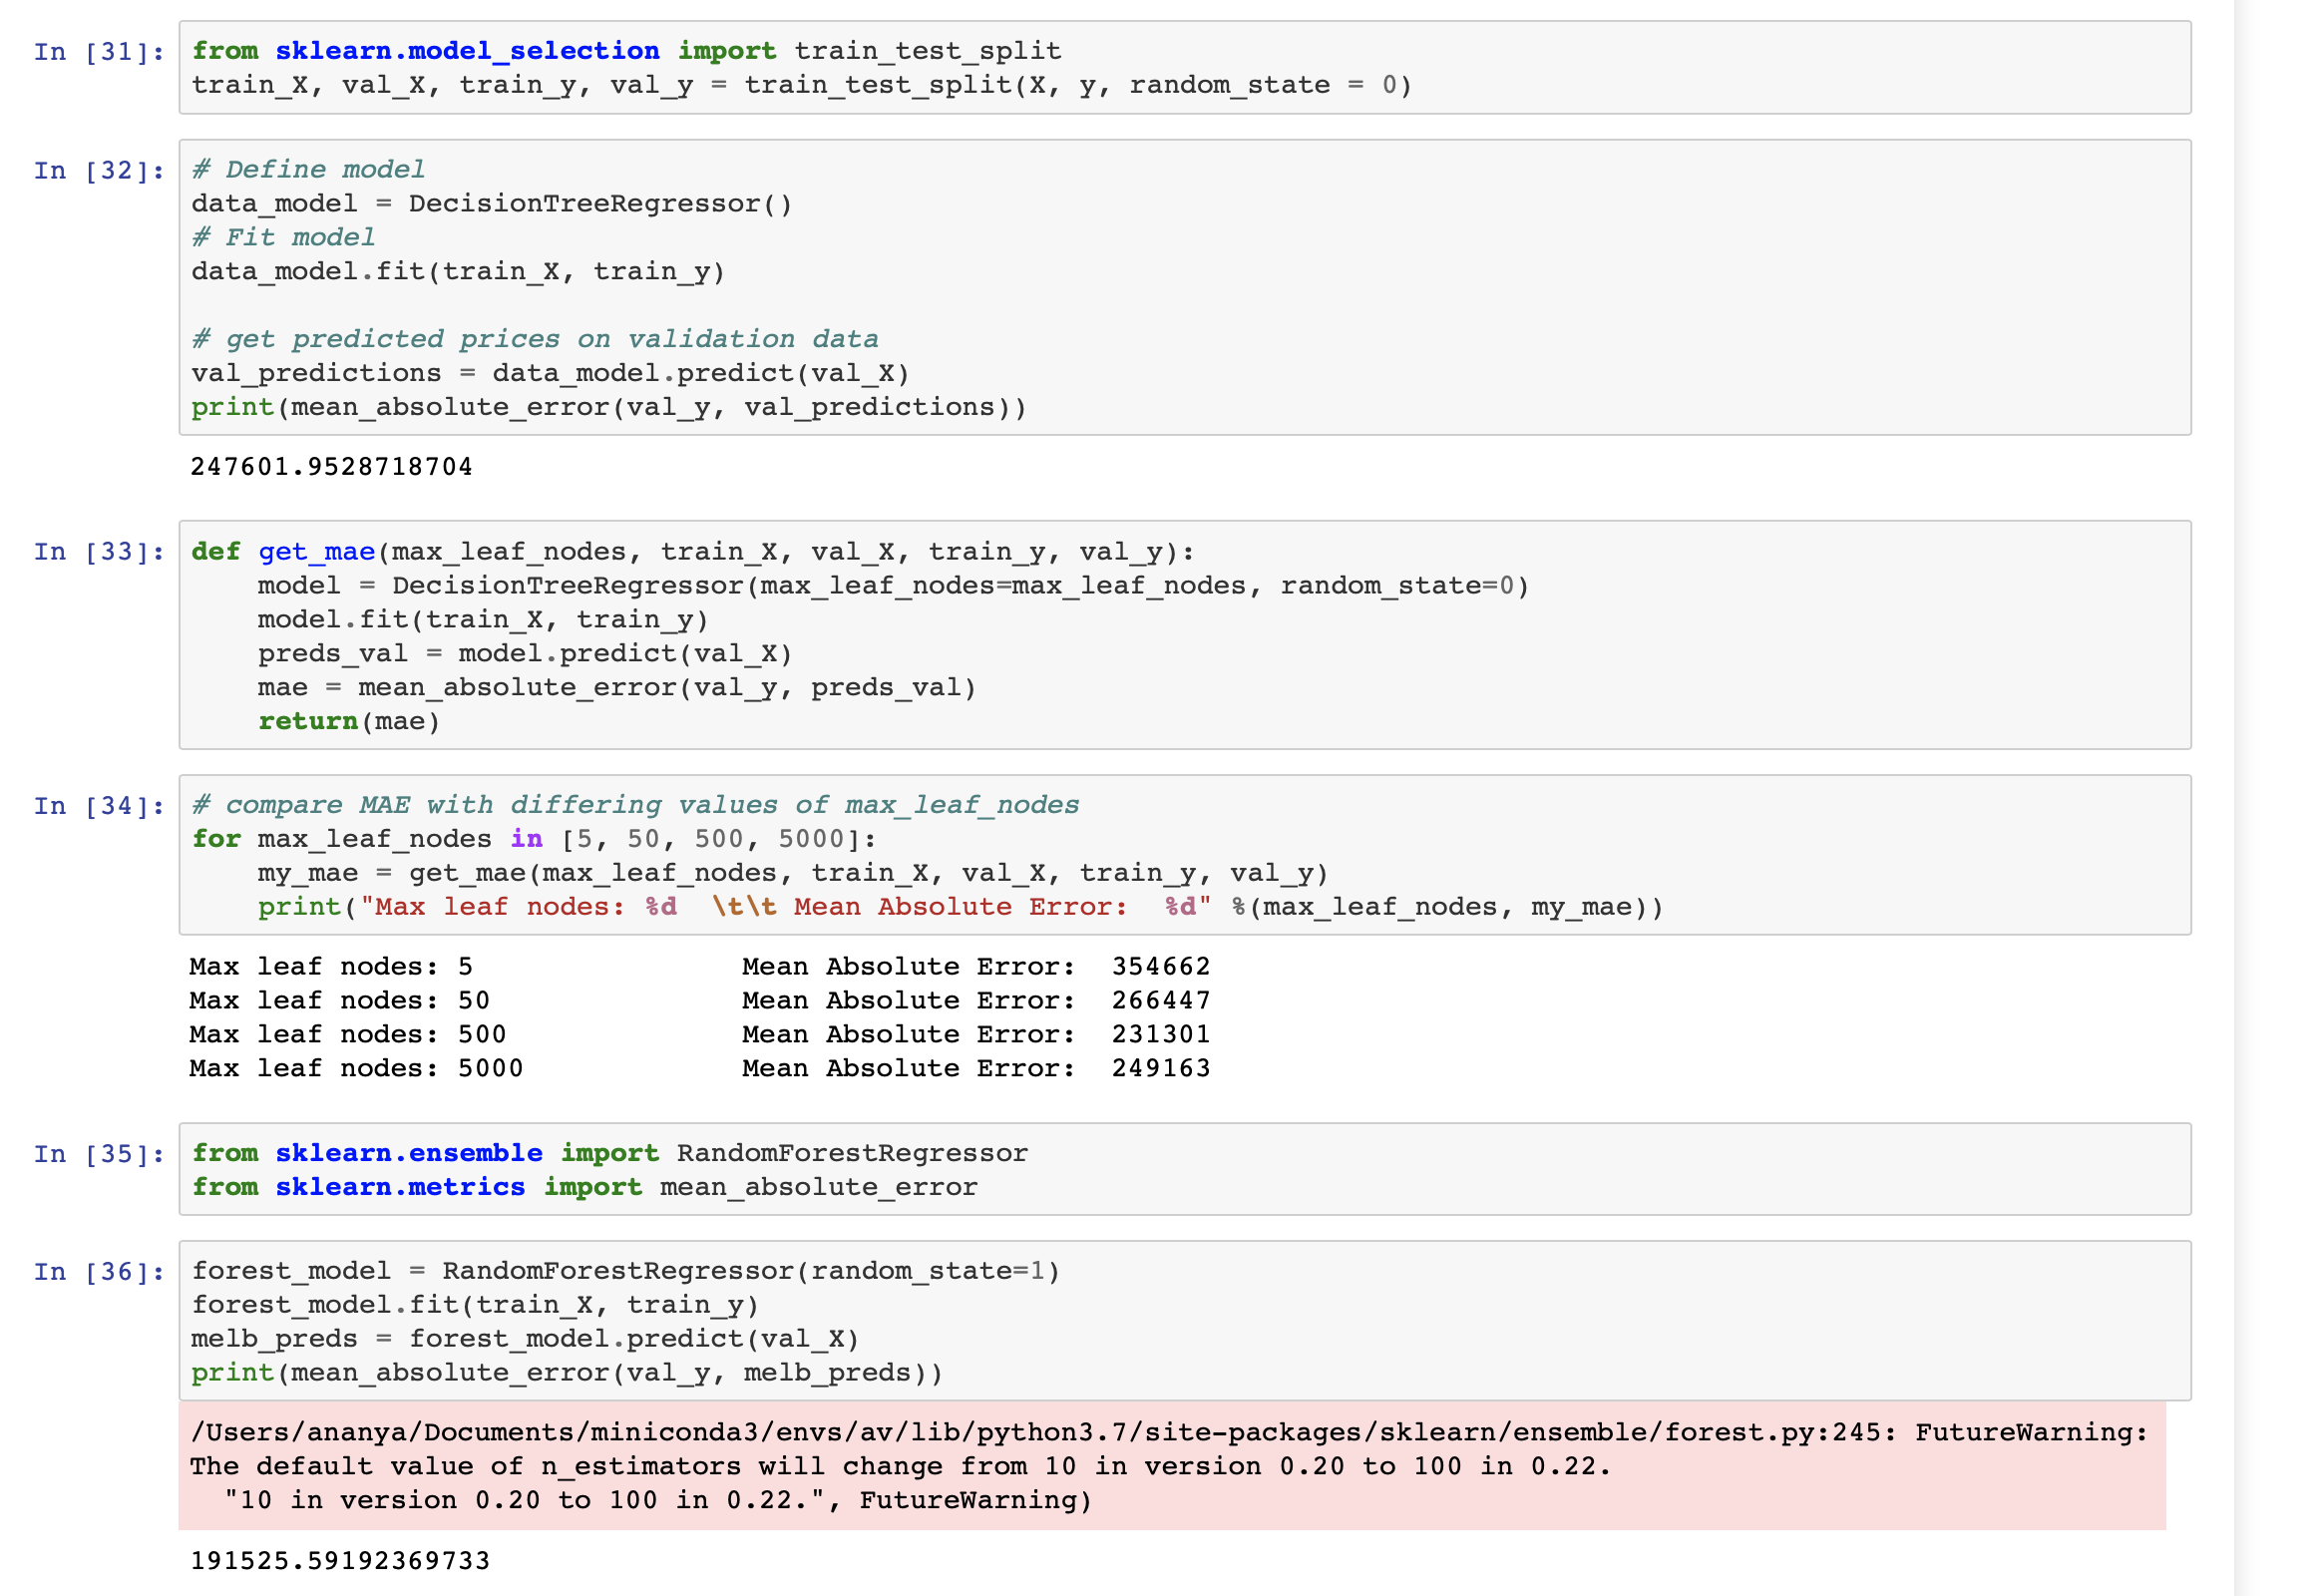 In [31]: from sklearn.model_selection import train_test_split
train_X, val_X, train_y, val_y = train_test_split(X, y, random_state = 0)
In [32]: # Define model
data_model = DecisionTreeRegressor()
# Fit model
data_model.fit(train_X, train_y)
# get predicted prices on validation data
val_predictions = data_model.predict(val_X)
print(mean_absolute_error(val_y, val_predictions))
247601.9528718704
In [33]: def get_mae(max_leaf_nodes, train_X, val_X, train_y, val_y):
    model = DecisionTreeRegressor(max_leaf_nodes=max_leaf_nodes, random_state=0)
    model.fit(train_X, train_y)
    preds_val = model.predict(val_X)
    mae = mean_absolute_error(val_y, preds_val)
    return(mae)
In [34]: # compare MAE with differing values of max_leaf_nodes
for max_leaf_nodes in [5, 50, 500, 5000]:
    my_mae = get_mae(max_leaf_nodes, train_X, val_X, train_y, val_y)
    print("Max leaf nodes: %d  \t\t Mean Absolute Error:  %d" %(max_leaf_nodes, my_mae))
Max leaf nodes: 5  		 Mean Absolute Error:  354662
Max leaf nodes: 50  		 Mean Absolute Error:  266447
Max leaf nodes: 500  		 Mean Absolute Error:  231301
Max leaf nodes: 5000  		 Mean Absolute Error:  249163
In [35]: from sklearn.ensemble import RandomForestRegressor
from sklearn.metrics import mean_absolute_error
In [36]: forest_model = RandomForestRegressor(random_state=1)
forest_model.fit(train_X, train_y)
melb_preds = forest_model.predict(val_X)
print(mean_absolute_error(val_y, melb_preds))
/Users/ananya/Documents/miniconda3/envs/av/lib/python3.7/site-packages/sklearn/ensemble/forest.py:245: FutureWarning:
The default value of n_estimators will change from 10 in version 0.20 to 100 in 0.22.
  "10 in version 0.20 to 100 in 0.22.", FutureWarning)
191525.59192369733